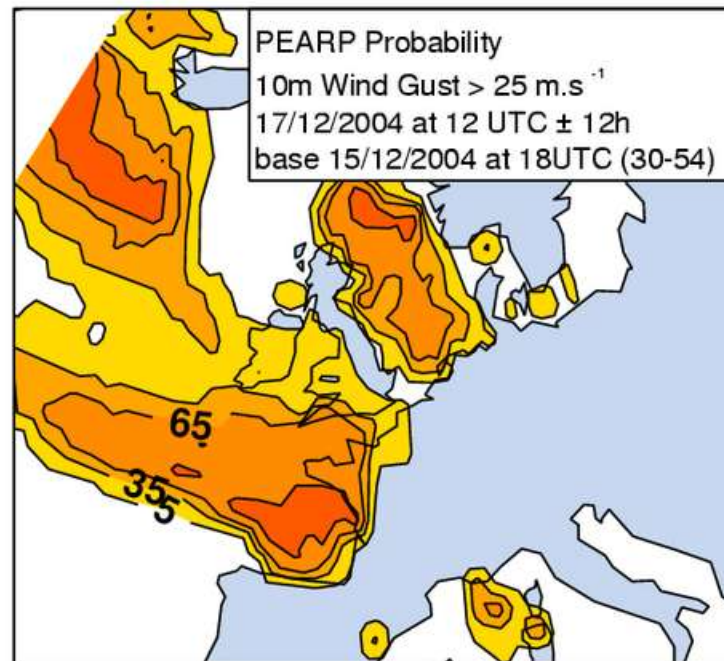 PEARP Probability
10m Wind Gust > 25 m.s⁻¹
17/12/2004 at 12 UTC ± 12h
base 15/12/2004 at 18UTC (30-54)
65
35
5